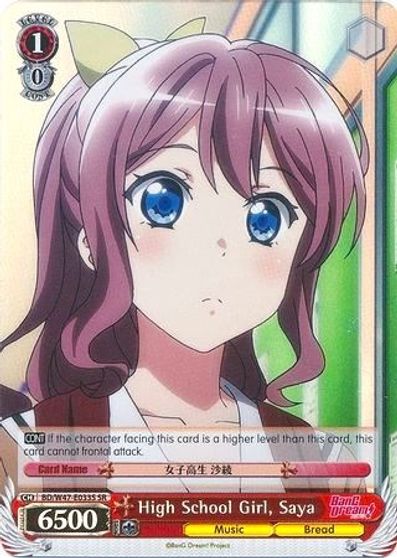 LEVEL
1
0
COST
CONT If the character facing this card is a higher level than this card, this card cannot frontal attack.
Card Name
女子高生 沙綾
CH
BD/W47-E033S SR
High School Girl, Saya
BanG Dream!
6500
Music
Bread
©BanG Dream! Project